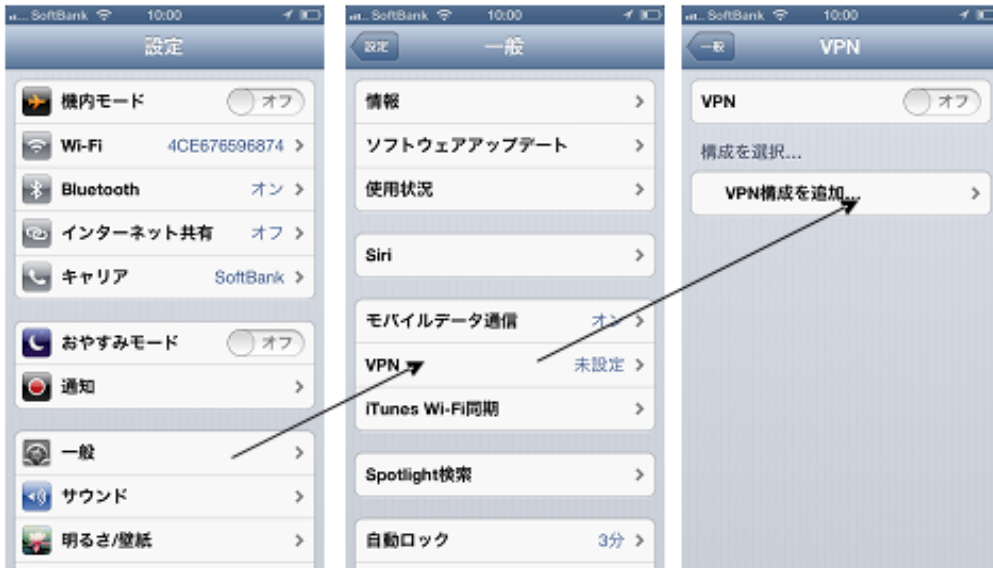 SoftBank 10:00
設定
機内モード オフ
Wi-Fi 4CE676596874
Bluetooth オン
インターネット共有 オフ
キャリア SoftBank
おやすみモード オフ
通知
一般
サウンド
明るさ/壁紙
SoftBank 10:00
設定 一般
情報
ソフトウェアアップデート
使用状況
Siri
モバイルデータ通信 オン
VPN 未設定
iTunes Wi-Fi同期
Spotlight検索
自動ロック 3分
SoftBank 10:00
一般 VPN
VPN オフ
構成を選択...
VPN構成を追加...